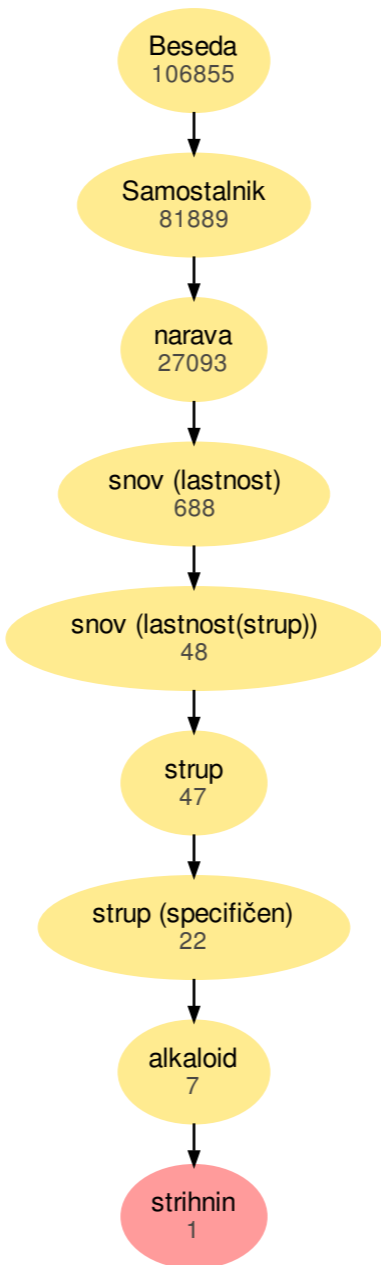 Beseda
106855
Samostalnik
81889
narava
27093
snov (lastnost)
688
snov (lastnost(strup))
48
strup
47
strup (specifičen)
22
alkaloid
7
strihnin
1